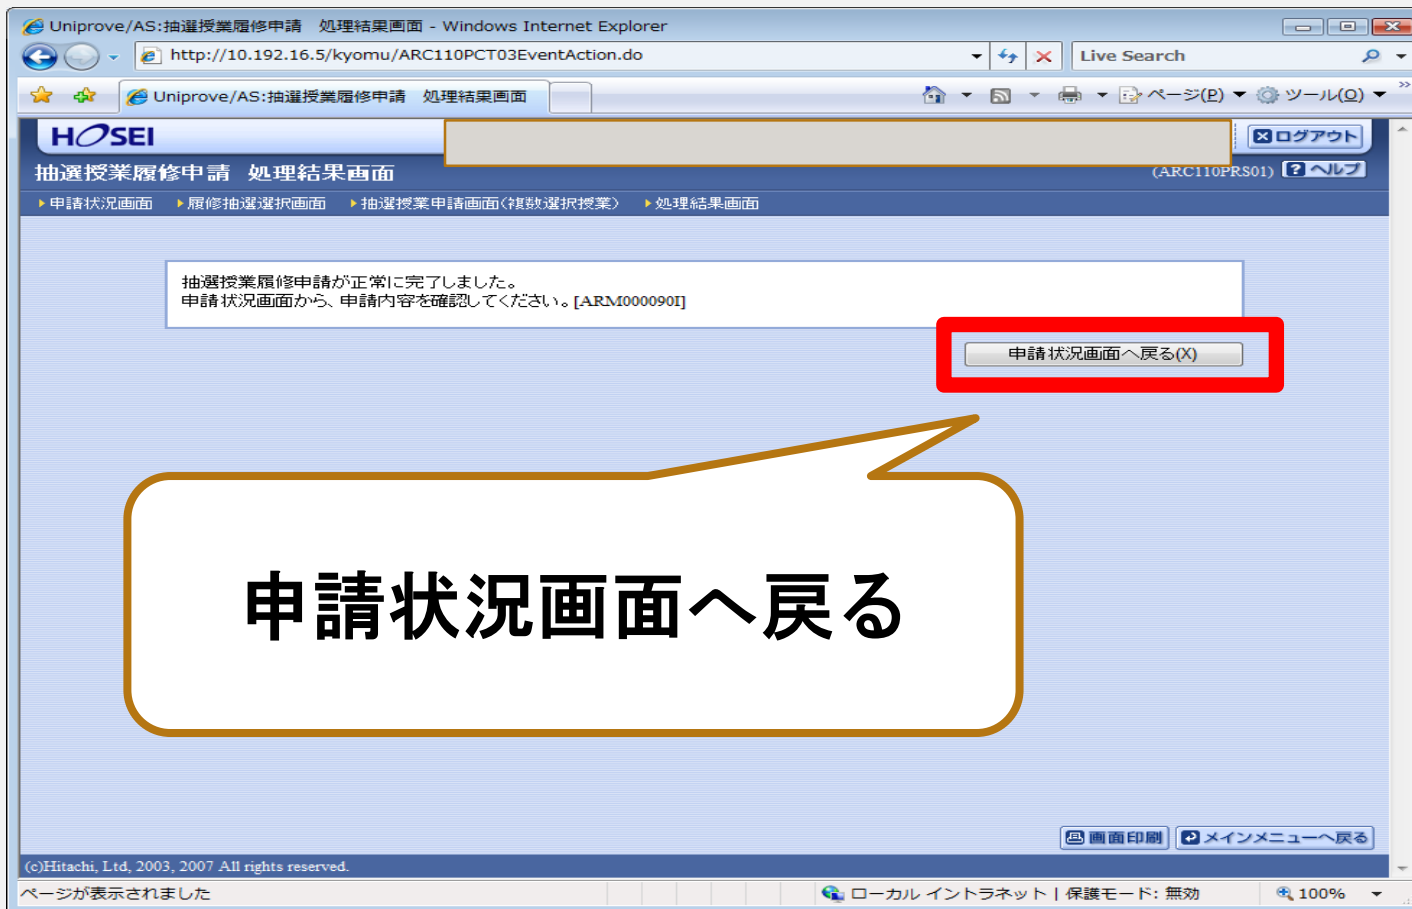 Uniprove/AS:抽選授業履修申請　処理結果画面 - Windows Internet Explorer
http://10.192.16.5/kyomu/ARC110PCT03EventAction.do
Live Search
Uniprove/AS:抽選授業履修申請　処理結果画面
ページ(P)
ツール(O)
HOSEI
ログアウト
抽選授業履修申請　処理結果画面
(ARC110PRS01)
? ヘルプ
申請状況画面
履修抽選選択画面
抽選授業申請画面（複数選択授業）
処理結果画面
抽選授業履修申請が正常に完了しました。
申請状況画面から、申請内容を確認してください。[ARM000090I]
申請状況画面へ戻る(X)
申請状況画面へ戻る
画面印刷
メインメニューへ戻る
(c)Hitachi, Ltd, 2003, 2007 All rights reserved.
ページが表示されました
ローカル イントラネット | 保護モード: 無効
100%